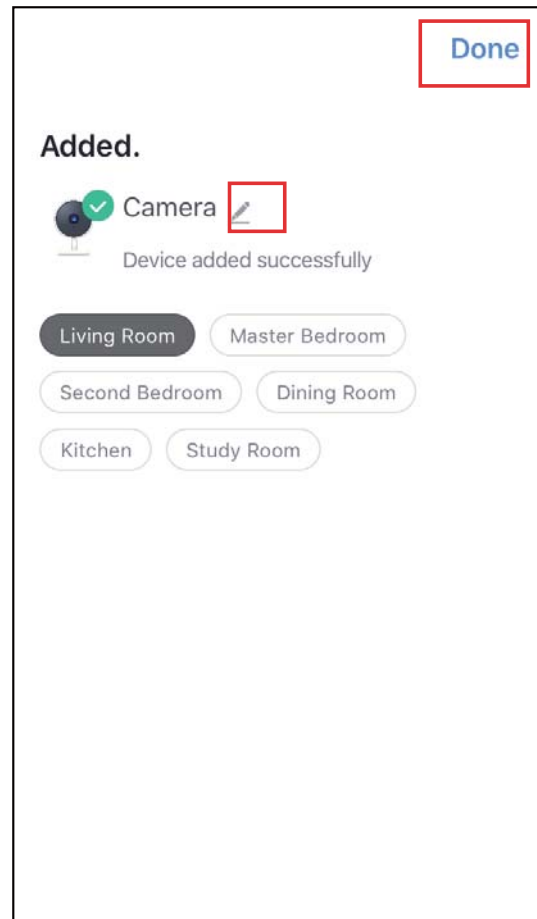 Done
Added.
Camera
Device added successfully
Living Room Master Bedroom
Second Bedroom Dining Room
Kitchen Study Room